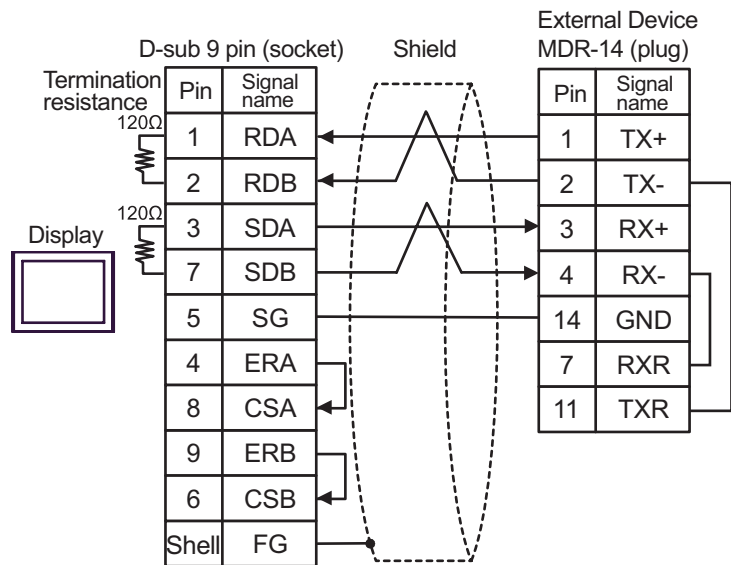 External Device
D-sub 9 pin (socket)
Shield
MDR-14 (plug)
Termination
resistance
Pin Signal name
Pin Signal name
120Ω
1 RDA
1 TX+
2 RDB
2 TX-
120Ω
3 SDA
3 RX+
Display
7 SDB
4 RX-
5 SG
14 GND
4 ERA
7 RXR
8 CSA
11 TXR
9 ERB
6 CSB
Shell FG